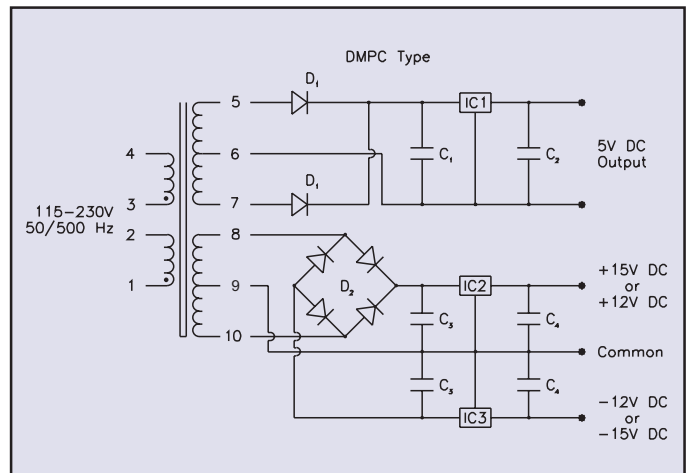 DMPC Type
D₁
5
IC1
4
6
C₁
C₂
5V DC
Output
3
7
D₁
115-230V
50/500 Hz
2
8
1
9
D₂
IC2
+15V DC
or
+12V DC
C₃
C₄
10
Common
C₃
C₄
IC3
-12V DC
or
-15V DC